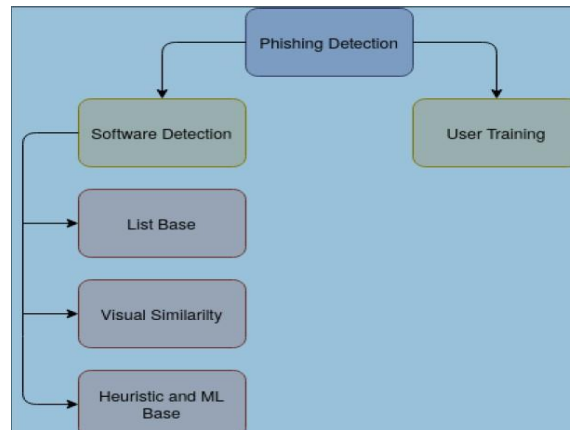 Phishing Detection
Software Detection
User Training
List Base
Visual Similarilty
Heuristic and ML
Base